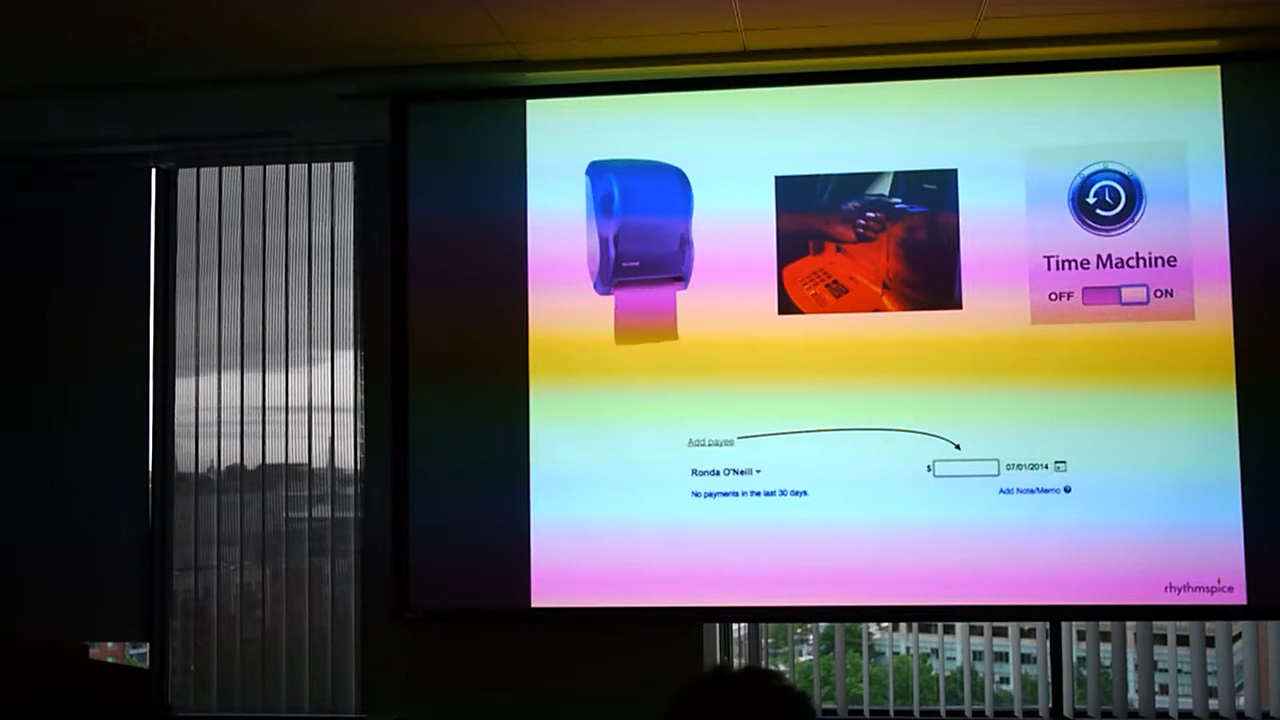 Time Machine
OFF ON
Add payee
Ronda O'Neill
$ 07/01/2014
No payments in the last 30 days.
Add Note/Memo ?
rhythmspice